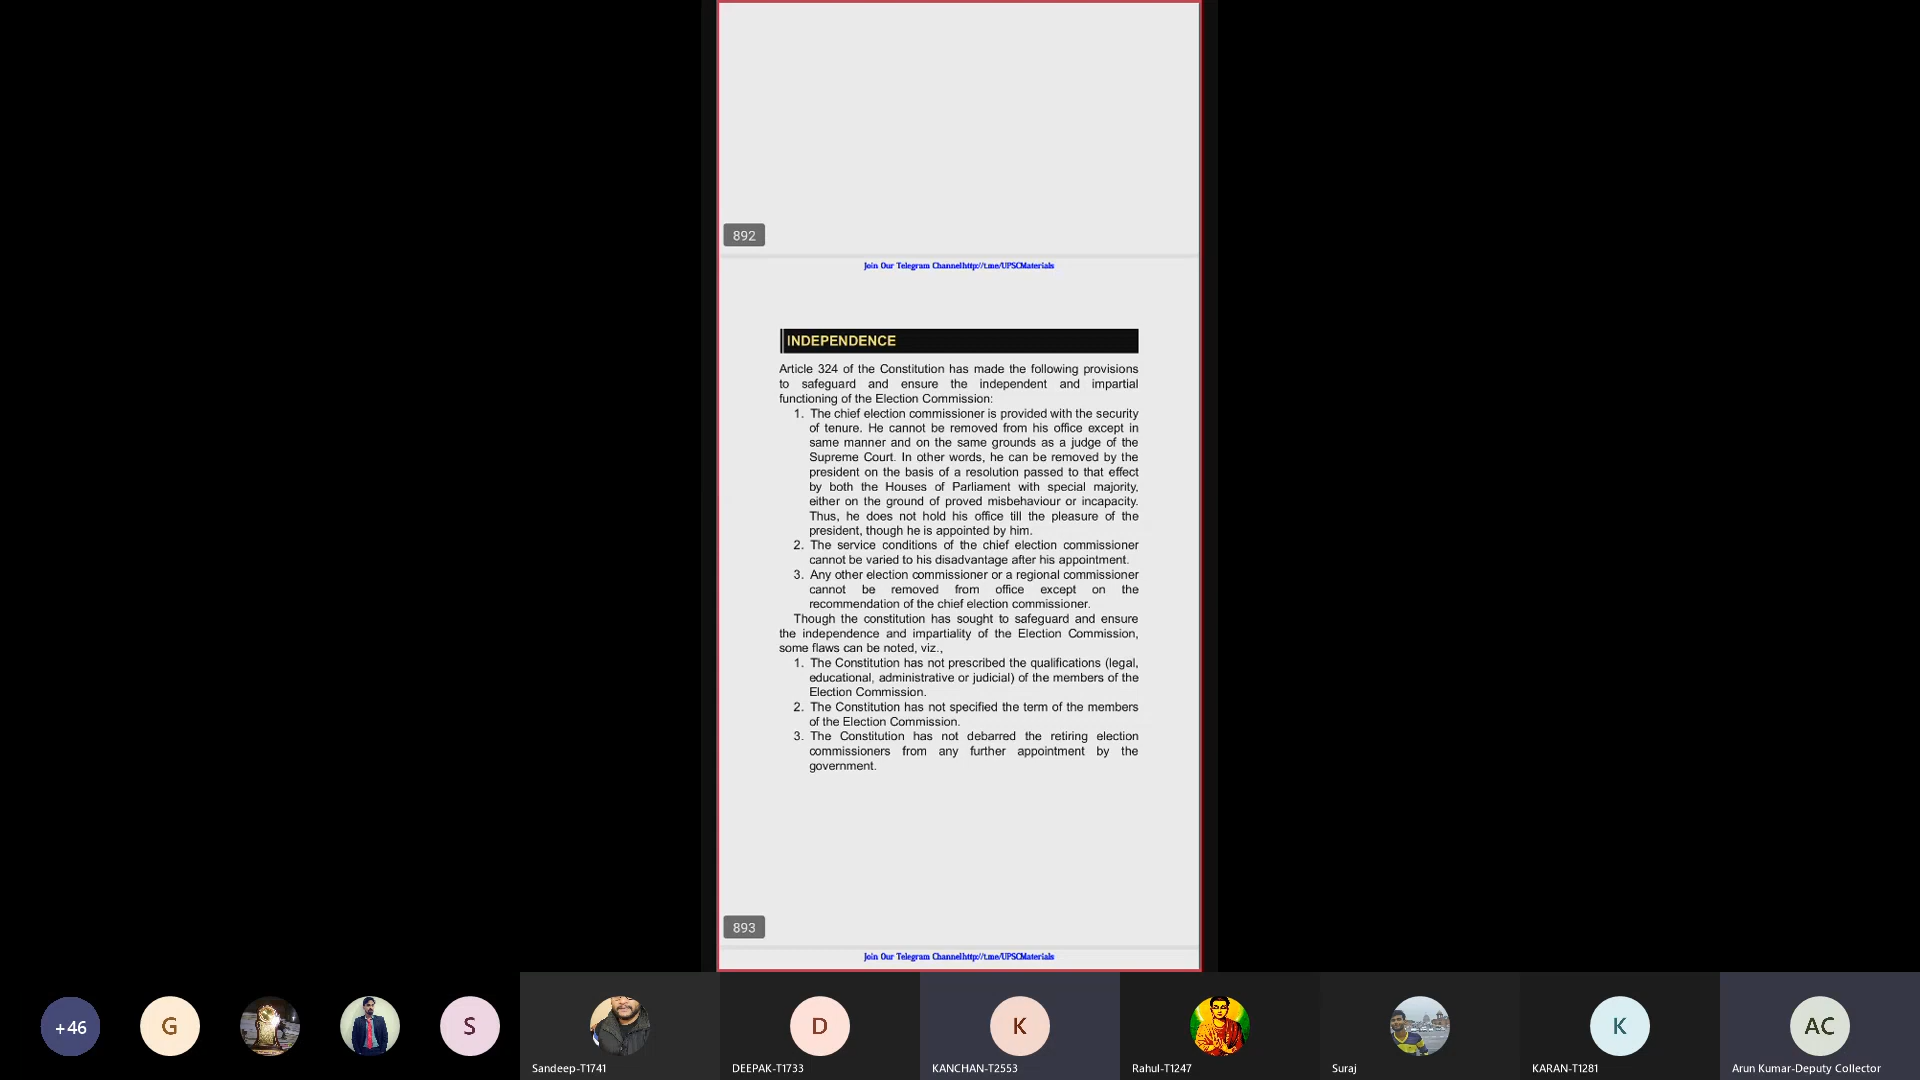 892
Join Our Telegram Channelhttp://t.me/UPSCMaterials
INDEPENDENCE
Article 324 of the Constitution has made the following provisions
to safeguard and ensure the independent and impartial
functioning of the Election Commission:
1. The chief election commissioner is provided with the security
of tenure. He cannot be removed from his office except in
same manner and on the same grounds as a judge of the
Supreme Court. In other words, he can be removed by the
president on the basis of a resolution passed to that effect
by both the Houses of Parliament with special majority,
either on the ground of proved misbehaviour or incapacity.
Thus, he does not hold his office till the pleasure of the
president, though he is appointed by him.
2. The service conditions of the chief election commissioner
cannot be varied to his disadvantage after his appointment.
3. Any other election commissioner or a regional commissioner
cannot be removed from office except on the
recommendation of the chief election commissioner.
Though the constitution has sought to safeguard and ensure
the independence and impartiality of the Election Commission,
some flaws can be noted, viz.,
1. The Constitution has not prescribed the qualifications (legal,
educational, administrative or judicial) of the members of the
Election Commission.
2. The Constitution has not specified the term of the members
of the Election Commission.
3. The Constitution has not debarred the retiring election
commissioners from any further appointment by the
government.
893
Join Our Telegram Channelhttp://t.me/UPSCMaterials
+46
G
S
D
K
K
AC
Sandeep-T1741
DEEPAK-T1733
KANCHAN-T2553
Rahul-T1247
Suraj
KARAN-T1281
Arun Kumar-Deputy Collector